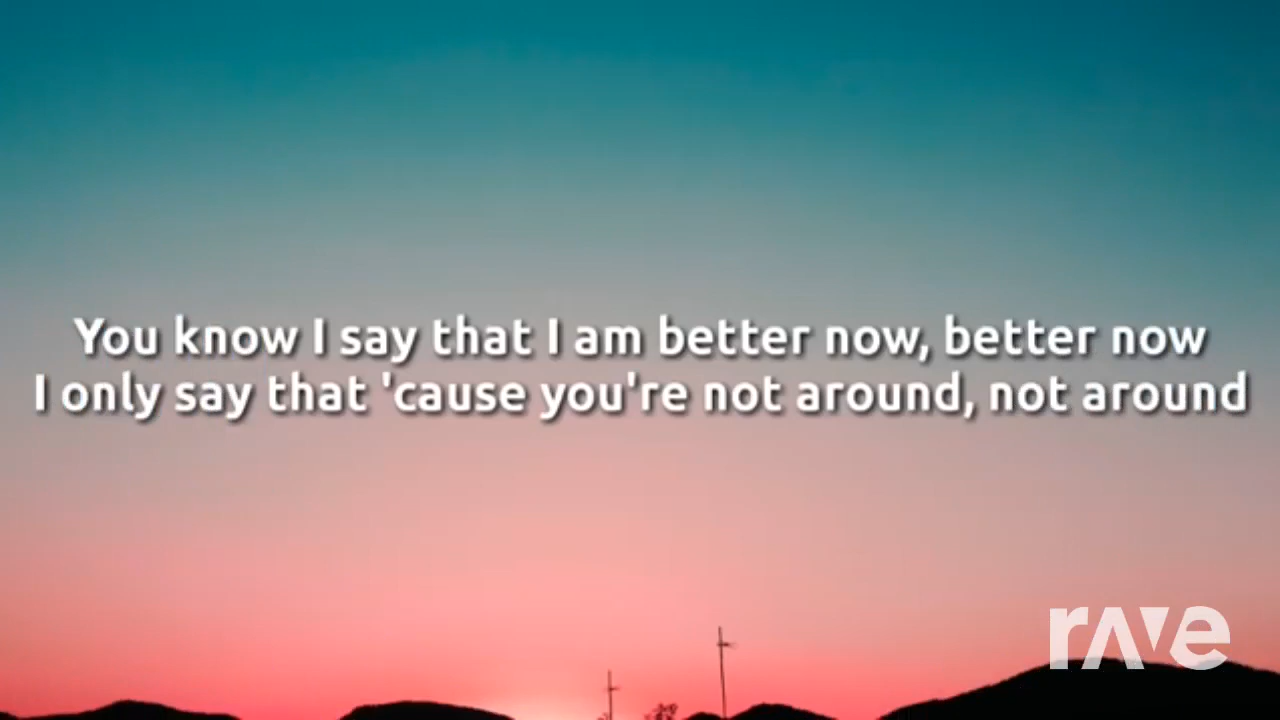 You know I say that I am better now, better now
I only say that 'cause you're not around, not around
rave